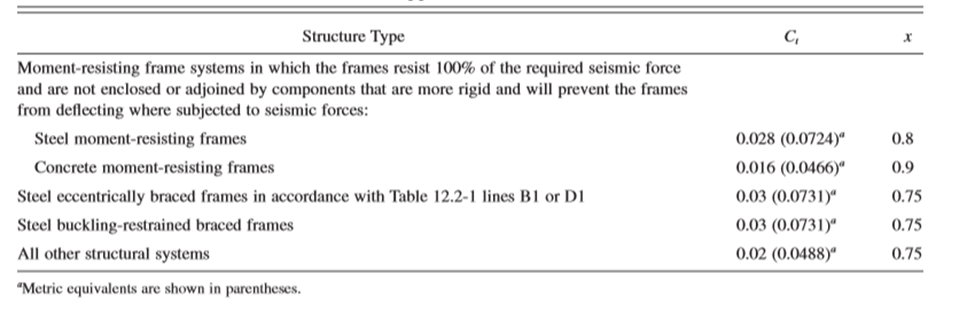 Structure Type C_t x
Moment-resisting frame systems in which the frames resist 100% of the required seismic force
and are not enclosed or adjoined by components that are more rigid and will prevent the frames
from deflecting where subjected to seismic forces:
Steel moment-resisting frames 0.028 (0.0724)ᵃ 0.8
Concrete moment-resisting frames 0.016 (0.0466)ᵃ 0.9
Steel eccentrically braced frames in accordance with Table 12.2-1 lines B1 or D1 0.03 (0.0731)ᵃ 0.75
Steel buckling-restrained braced frames 0.03 (0.0731)ᵃ 0.75
All other structural systems 0.02 (0.0488)ᵃ 0.75
ᵃMetric equivalents are shown in parentheses.